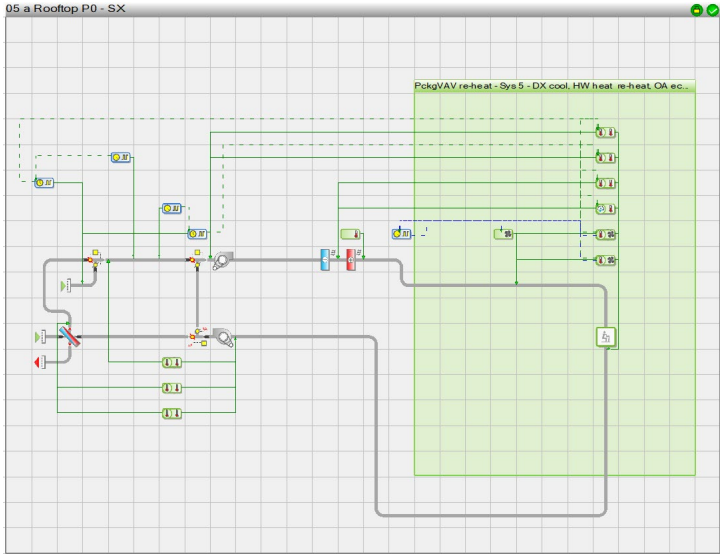 05 a Rooftop P0 - SX
PckgVAV re-heat - Sys 5 - DX cool, HW heat re-heat, OA ec...